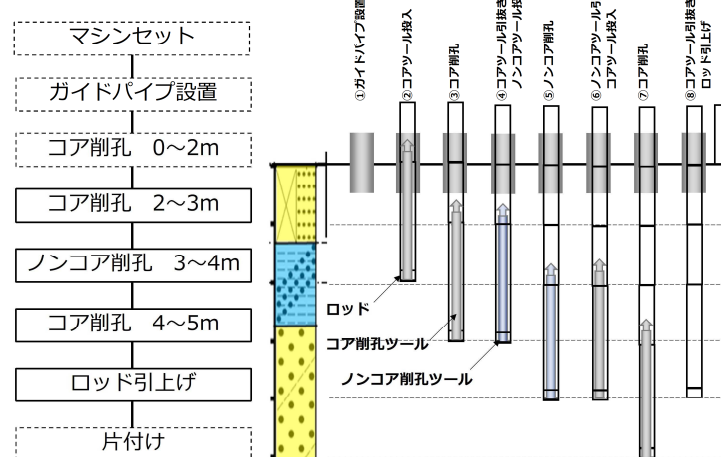 マシンセット
ガイドパイプ設置
コア削孔　0～2m
コア削孔　2～3m
ノンコア削孔　3～4m
コア削孔　4～5m
ロッド引上げ
片付け
①ガイドパイプ設置
②コアツール投入
③コア削孔
④コアツール引抜き
ノンコアツール投
⑤ノンコア削孔
⑥ノンコアツール引
コアツール投入
⑦コア削孔
⑧コアツール引抜き
ロッド引上げ
ロッド
コア削孔ツール
ノンコア削孔ツール